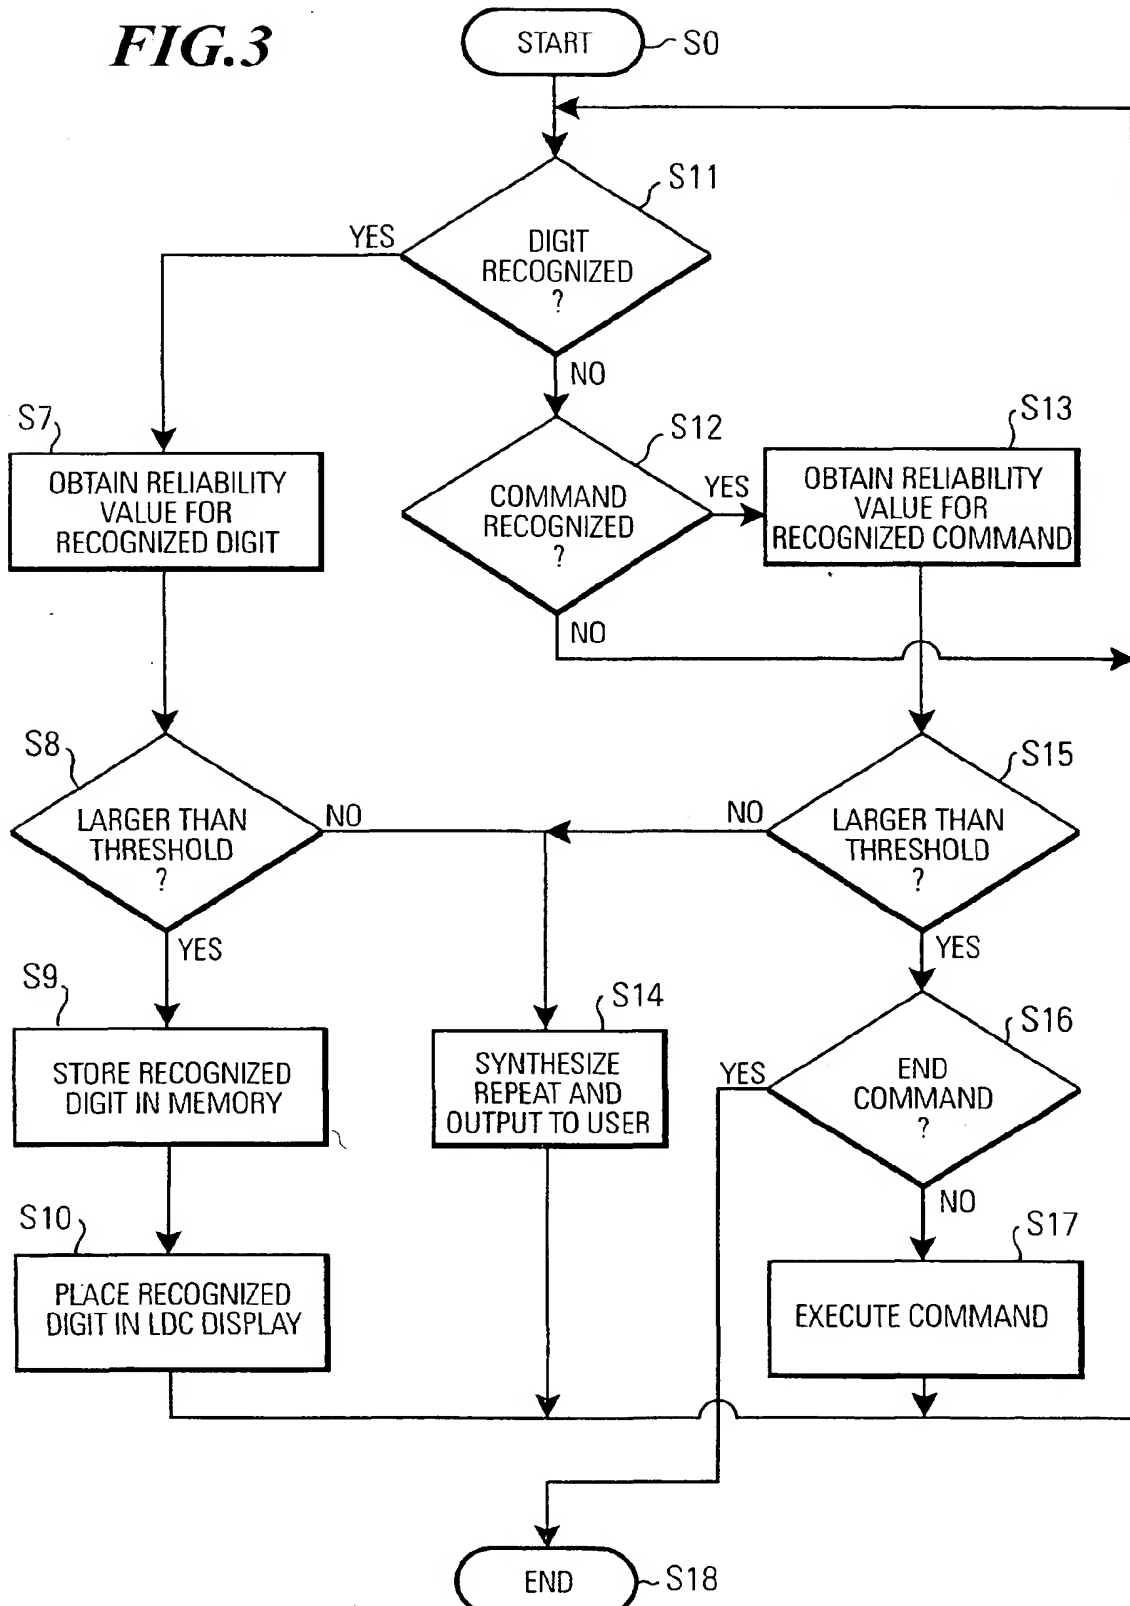 FIG.3
START
S0
S11
YES
DIGIT
RECOGNIZED
?
NO
S7
OBTAIN RELIABILITY
VALUE FOR
RECOGNIZED DIGIT
S12
COMMAND
RECOGNIZED
?
YES
NO
S13
OBTAIN RELIABILITY
VALUE FOR
RECOGNIZED COMMAND
S8
LARGER THAN
THRESHOLD
?
NO
YES
S15
NO
LARGER THAN
THRESHOLD
?
YES
S9
STORE RECOGNIZED
DIGIT IN MEMORY
S14
SYNTHESIZE
REPEAT AND
OUTPUT TO USER
S16
YES
END
COMMAND
?
NO
S10
PLACE RECOGNIZED
DIGIT IN LDC DISPLAY
S17
EXECUTE COMMAND
END
S18